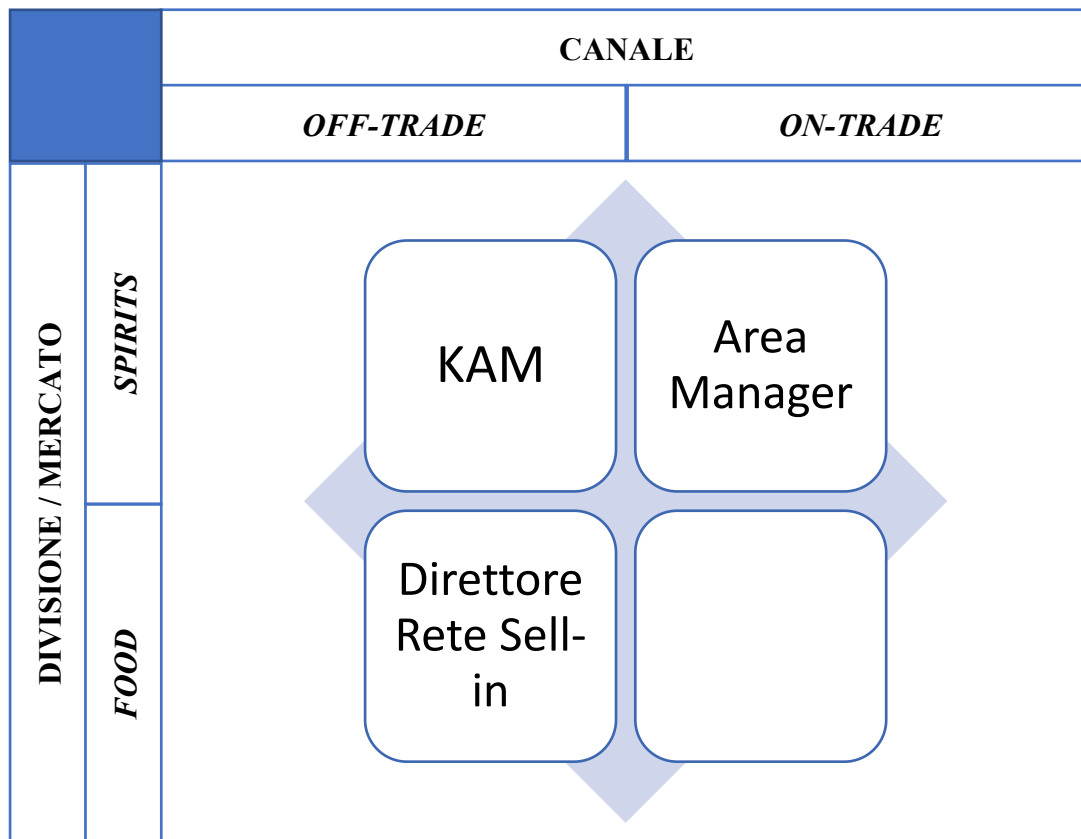 CANALE
OFF-TRADE
ON-TRADE
DIVISIONE / MERCATO
SPIRITS
FOOD
KAM
Area
Manager
Direttore
Rete Sell-
in